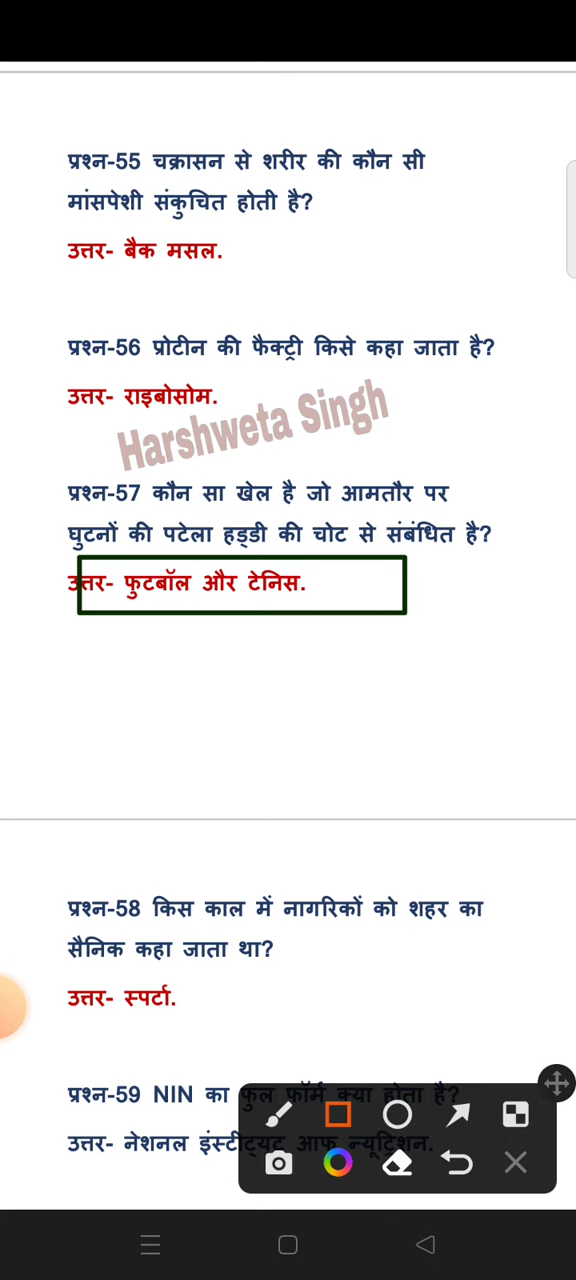 प्रश्न-55 चक्रासन से शरीर की कौन सी
मांसपेशी संकुचित होती है?
उत्तर- बैक मसल.
प्रश्न-56 प्रोटीन की फैक्ट्री किसे कहा जाता है?
उत्तर- राइबोसोम.
Harshweta Singh
प्रश्न-57 कौन सा खेल है जो आमतौर पर
घुटनों की पटेला हड्डी की चोट से संबंधित है?
उत्तर- फुटबॉल और टेनिस.
प्रश्न-58 किस काल में नागरिकों को शहर का
सैनिक कहा जाता था?
उत्तर- स्पर्टा.
प्रश्न-59 NIN का फुल फॉर्म क्या होता है?
उत्तर- नेशनल इंस्टीट्यूट आफ न्यूट्रिशन.